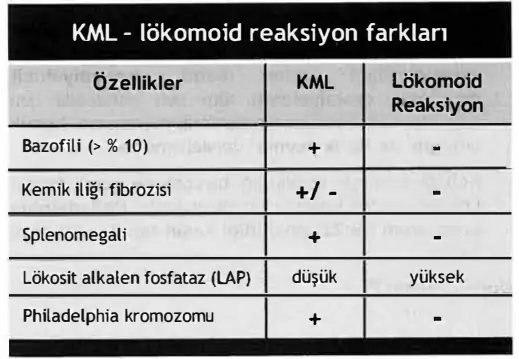 KML - lökomoid reaksiyon farkları
Özellikler KML Lökomoid Reaksiyon
Bazofili (> % 10) + -
Kemik iliği fibrozisi +/ - -
Splenomegali + -
Lökosit alkalen fosfataz (LAP) düşük yüksek
Philadelphia kromozomu + -